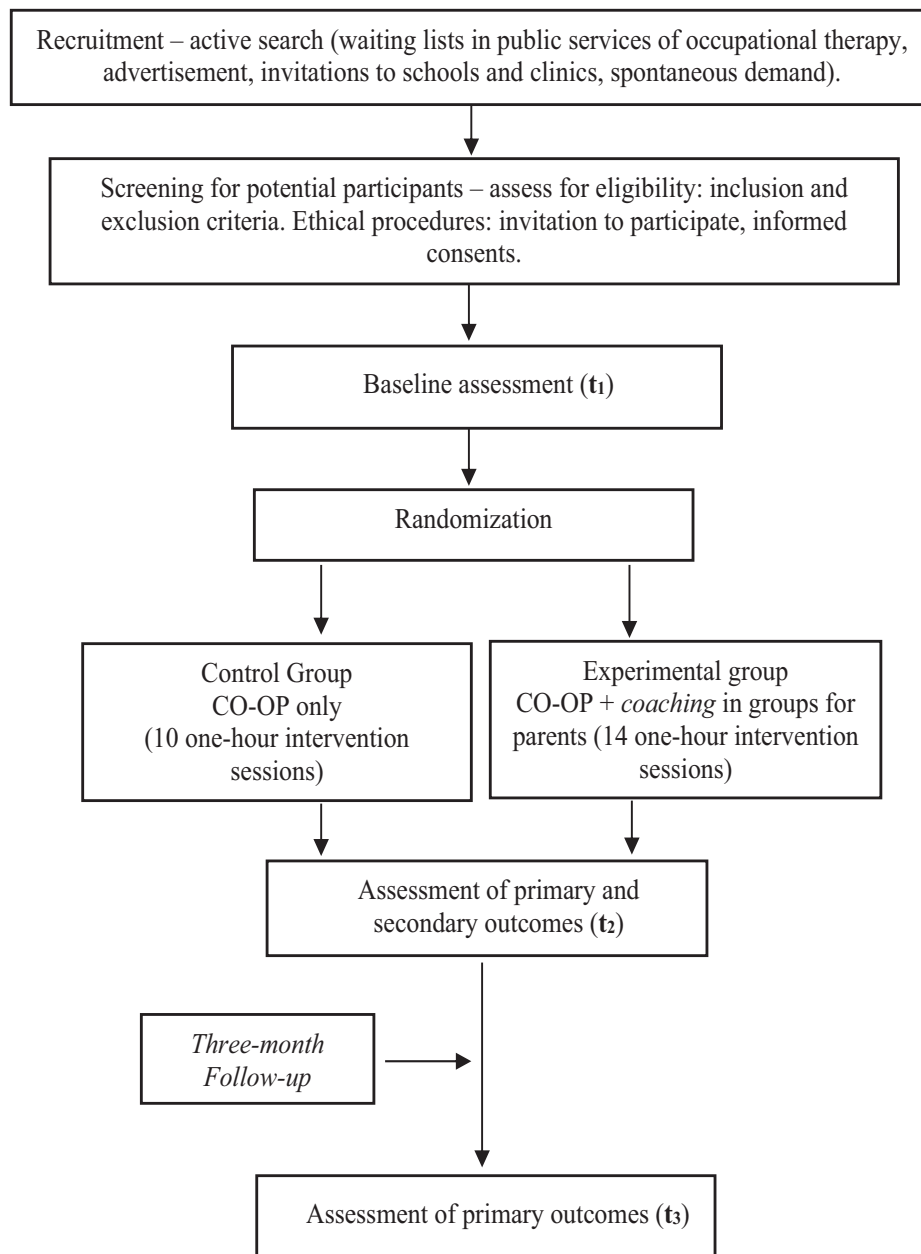 Recruitment – active search (waiting lists in public services of occupational therapy,
advertisement, invitations to schools and clinics, spontaneous demand).
Screening for potential participants – assess for eligibility: inclusion and
exclusion criteria. Ethical procedures: invitation to participate, informed
consents.
Baseline assessment (t₁)
Randomization
Control Group
CO-OP only
(10 one-hour intervention
sessions)
Experimental group
CO-OP + coaching in groups for
parents (14 one-hour intervention
sessions)
Assessment of primary and
secondary outcomes (t₂)
Three-month
Follow-up
Assessment of primary outcomes (t₃)